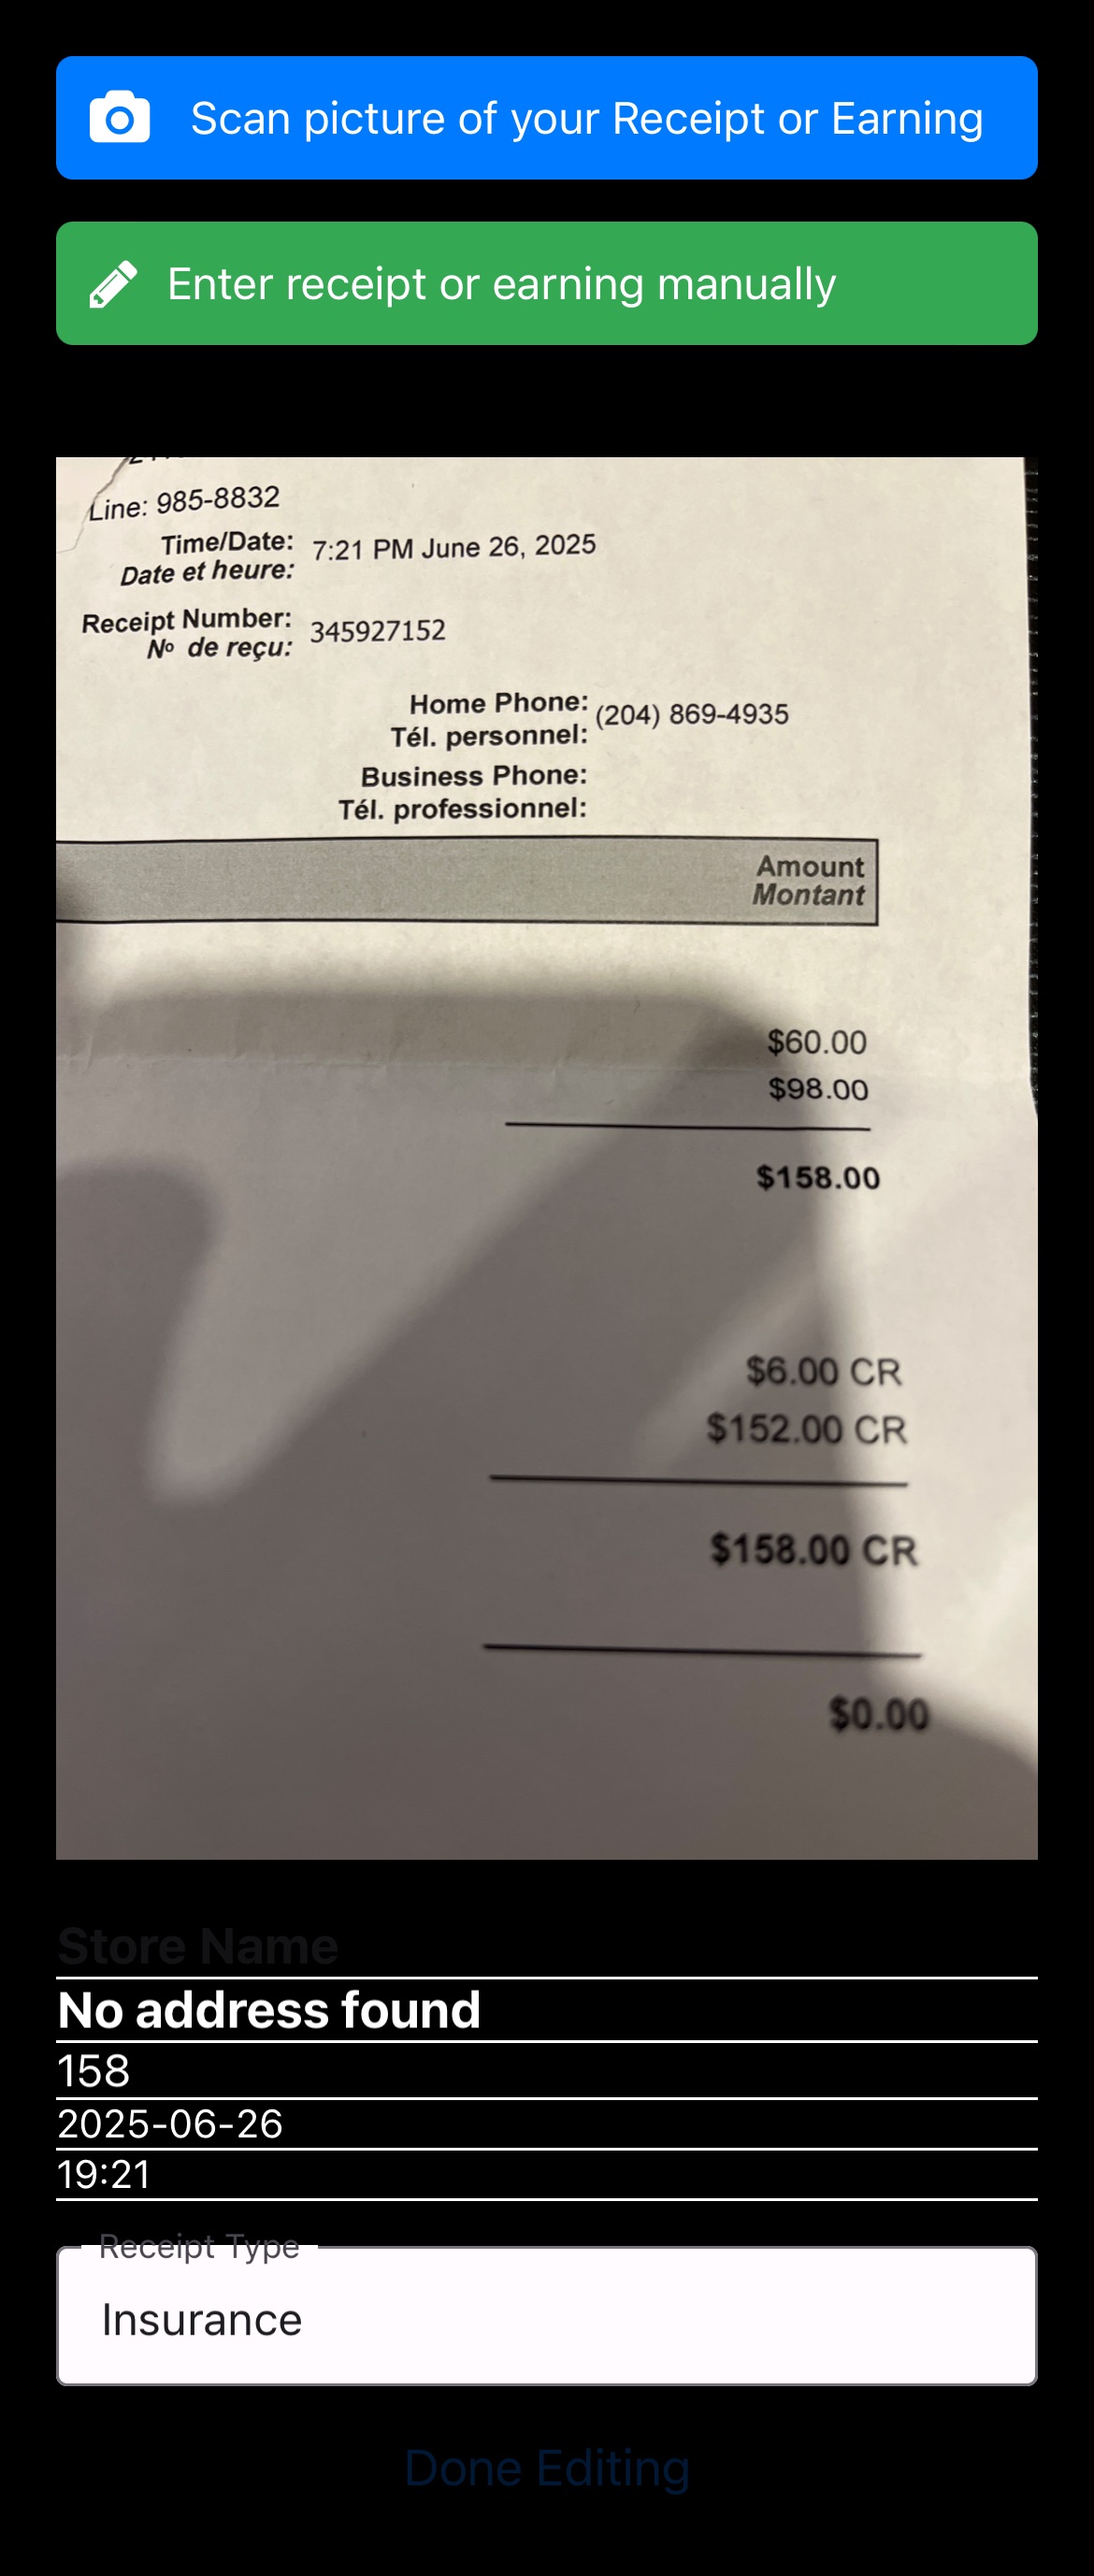 Scan picture of your Receipt or Earning
Enter receipt or earning manually
Line: 985-8832
Time/Date: 7:21 PM June 26, 2025
Date et heure:
Receipt Number: 345927152
Nº de reçu:
Home Phone: (204) 869-4935
Tél. personnel:
Business Phone:
Tél. professionnel:
Amount
Montant
$60.00
$98.00
$158.00
$6.00 CR
$152.00 CR
$158.00 CR
$0.00
Store Name
No address found
158
2025-06-26
19:21
Receipt Type
Insurance
Done Editing